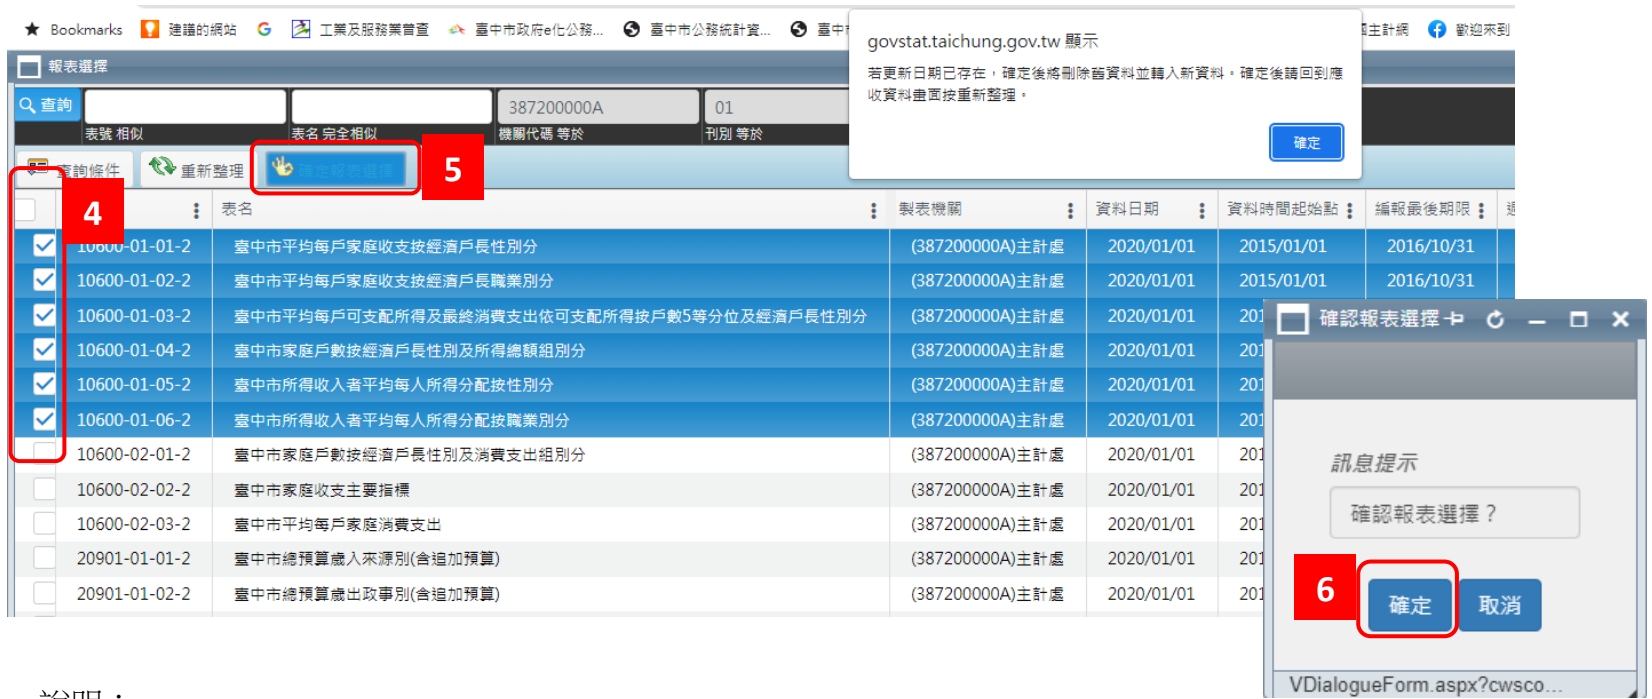 Bookmarks 建議的網站 工業及服務業普查 臺中市政府e化公務... 臺中市公務統計資... 臺中 主計網 歡迎來到
govstat.taichung.gov.tw 顯示
若更新日期已存在，確定後將刪除舊資料並轉入新資料。確定後請回到應
收資料畫面按重新整理。
確定
報表選擇
查詢 387200000A 01
表號 相似 表名 完全相似 機關代碼 等於 刊別 等於
查詢條件 重新整理 確定報表選擇 5
4 表名 製表機關 資料日期 資料時間起始點 編報最後期限
10600-01-01-2 臺中市平均每戶家庭收支按經濟戶長性別分 (387200000A)主計處 2020/01/01 2015/01/01 2016/10/31
10600-01-02-2 臺中市平均每戶家庭收支按經濟戶長職業別分 (387200000A)主計處 2020/01/01 2015/01/01 2016/10/31
10600-01-03-2 臺中市平均每戶可支配所得及最終消費支出依可支配所得按戶數5等分位及經濟戶長性別分 (387200000A)主計處 2020/01/01 201
10600-01-04-2 臺中市家庭戶數按經濟戶長性別及所得總額組別分 (387200000A)主計處 2020/01/01 201
10600-01-05-2 臺中市所得收入者平均每人所得分配按性別分 (387200000A)主計處 2020/01/01 201
10600-01-06-2 臺中市所得收入者平均每人所得分配按職業別分 (387200000A)主計處 2020/01/01 201
10600-02-01-2 臺中市家庭戶數按經濟戶長性別及消費支出組別分 (387200000A)主計處 2020/01/01 201
10600-02-02-2 臺中市家庭收支主要指標 (387200000A)主計處 2020/01/01 201
10600-02-03-2 臺中市平均每戶家庭消費支出 (387200000A)主計處 2020/01/01 201
20901-01-01-2 臺中市總預算歲入來源別(含追加預算) (387200000A)主計處 2020/01/01 201
20901-01-02-2 臺中市總預算歲出政事別(含追加預算) (387200000A)主計處 2020/01/01 201
確認報表選擇
訊息提示
確認報表選擇？
6 確定 取消
VDialogueForm.aspx?cwsco...
說明：